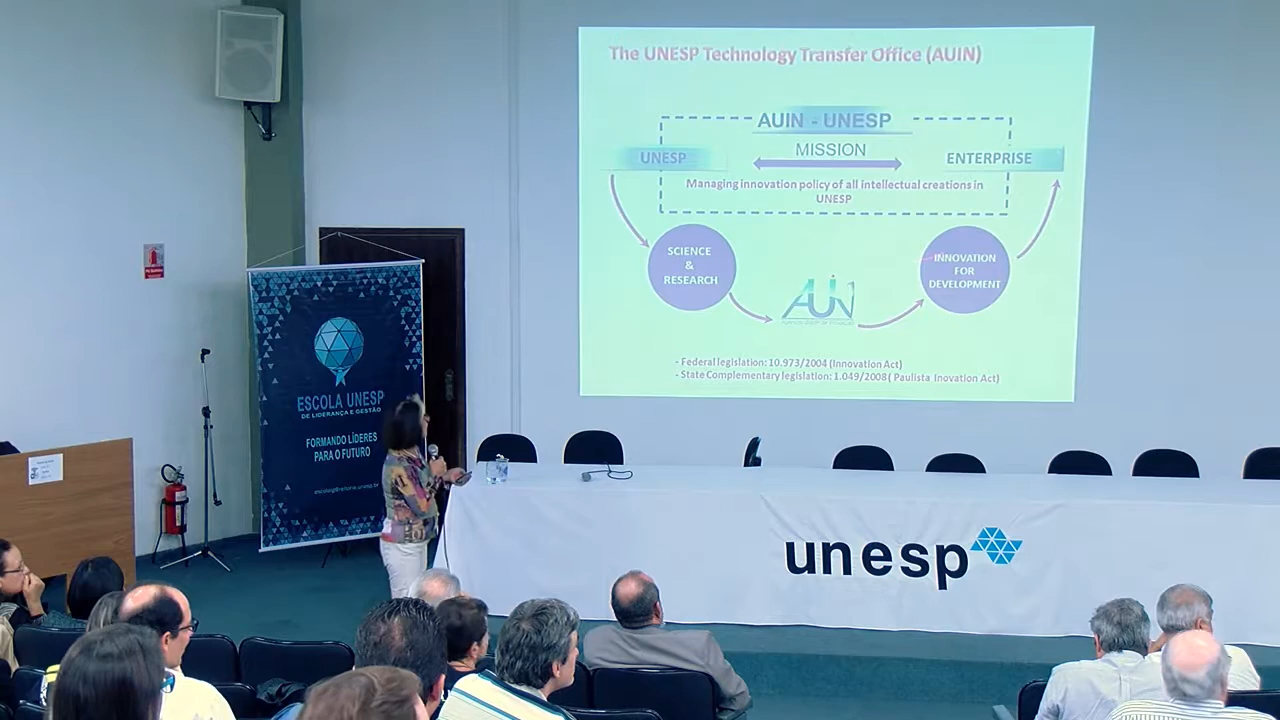 The UNESP Technology Transfer Office (AUIN)
AUIN - UNESP
MISSION
UNESP
ENTERPRISE
Managing innovation policy of all intellectual creations in
UNESP
SCIENCE
&
RESEARCH
INNOVATION
FOR
DEVELOPMENT
AUIN
- Federal legislation: 10.973/2004 (Innovation Act)
- State Complementary legislation: 1.049/2008( Paulista Inovation Act)
ESCOLA UNESP
DE LIDERANÇA E GESTÃO
FORMANDO LÍDERES
PARA O FUTURO
unesp